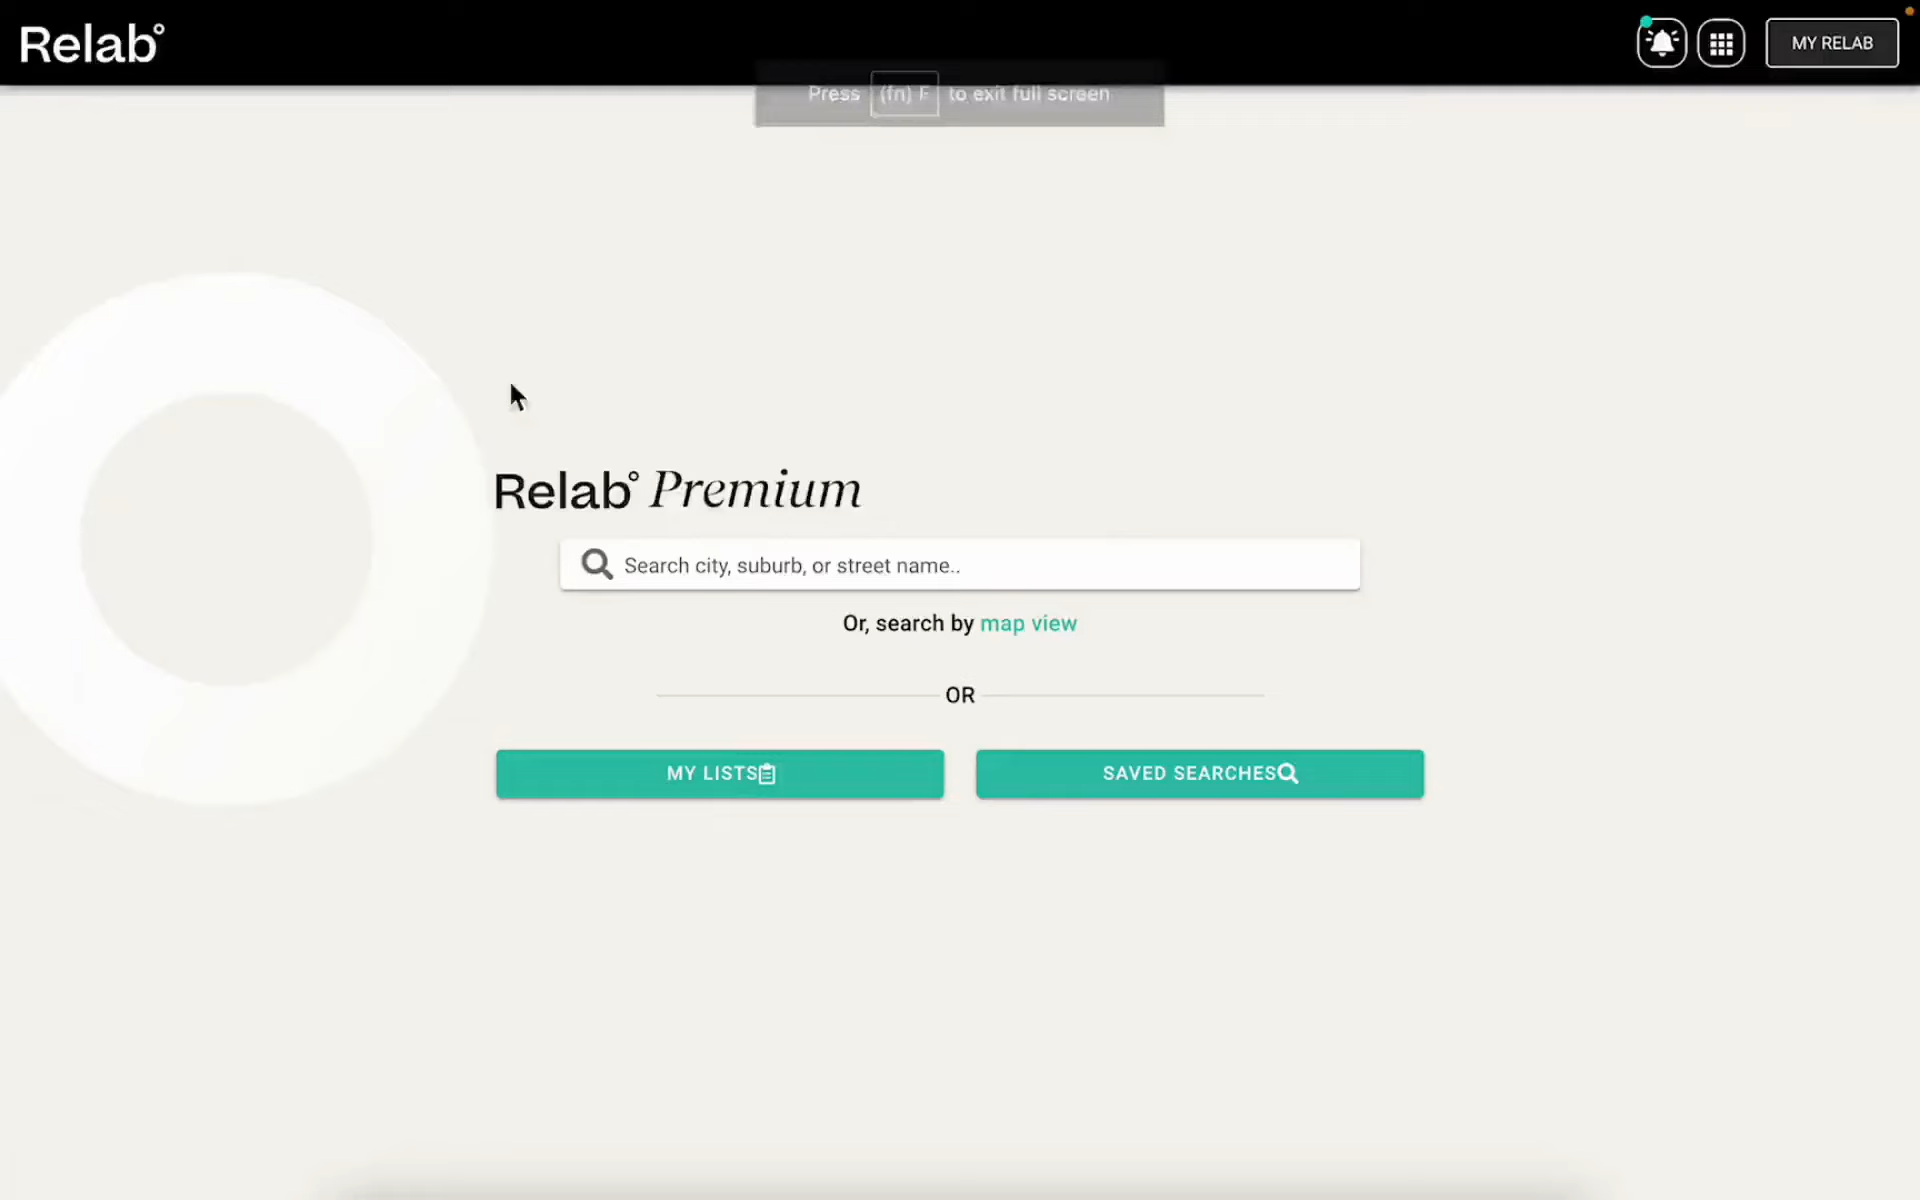 Relab°
MY RELAB
Press (fn) F to exit full screen
Relab° Premium
Search city, suburb, or street name..
Or, search by map view
OR
MY LISTS
SAVED SEARCHES